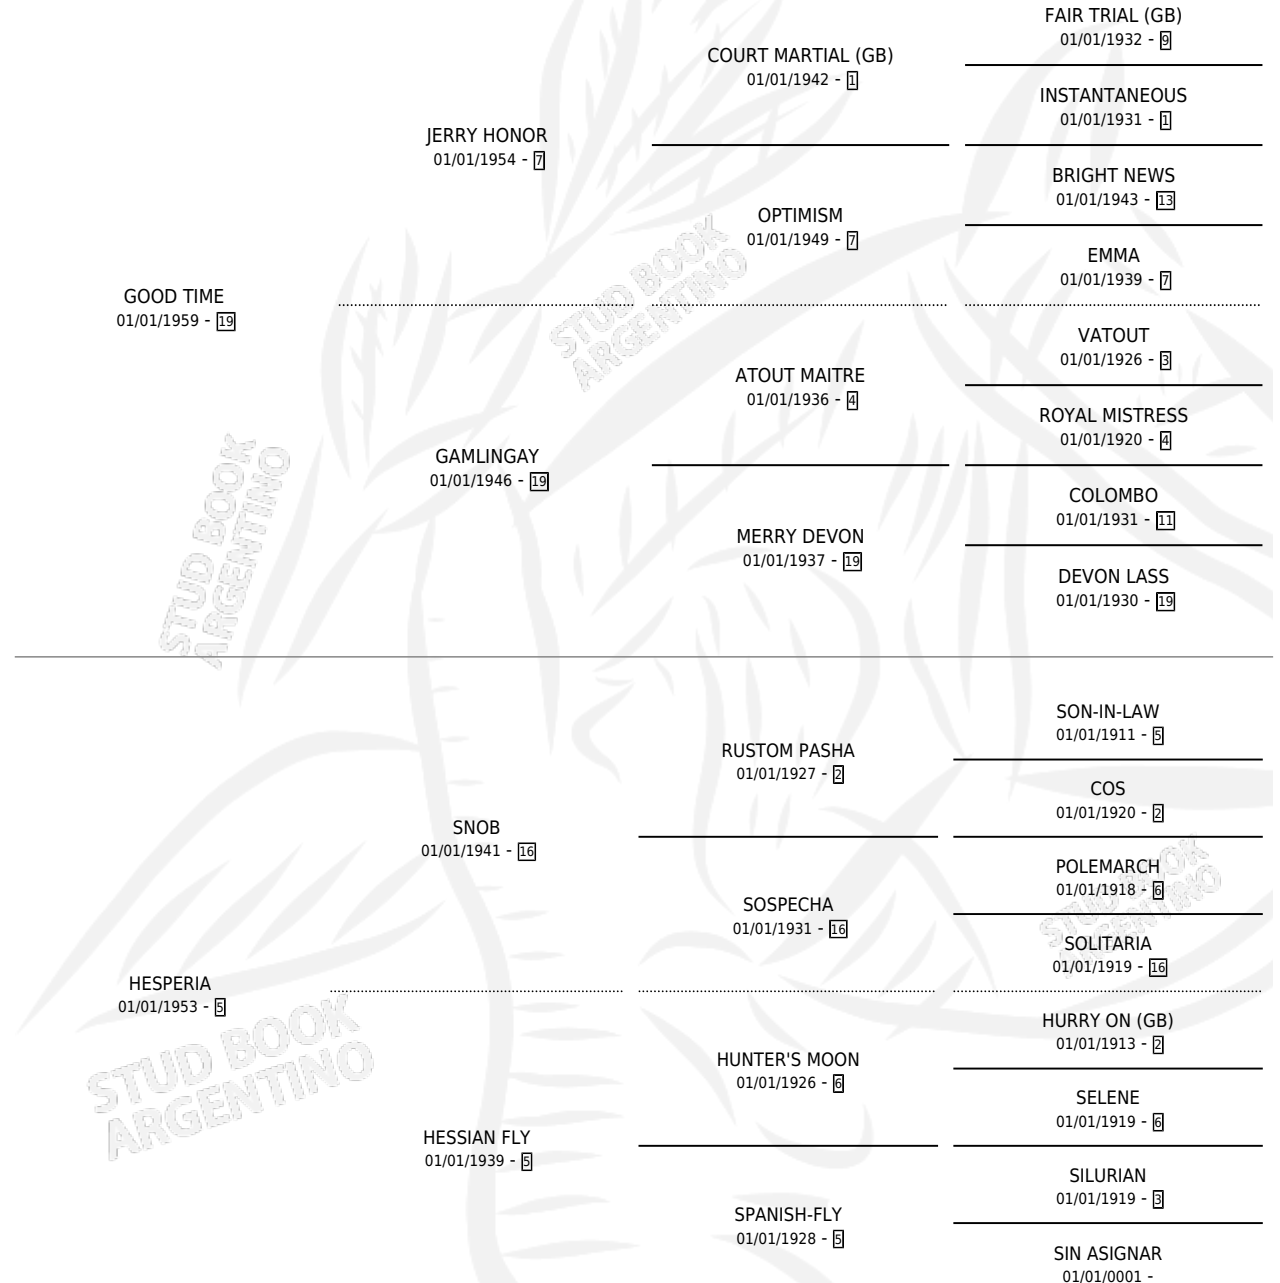 FAIR TRIAL (GB)
01/01/1932 - 9
COURT MARTIAL (GB)
01/01/1942 - 1
INSTANTANEOUS
01/01/1931 - 1
JERRY HONOR
01/01/1954 - 7
BRIGHT NEWS
01/01/1943 - 13
OPTIMISM
01/01/1949 - 7
EMMA
01/01/1939 - 7
GOOD TIME
01/01/1959 - 19
VATOUT
01/01/1926 - 3
ATOUT MAITRE
01/01/1936 - 4
ROYAL MISTRESS
01/01/1920 - 4
GAMLINGAY
01/01/1946 - 19
COLOMBO
01/01/1931 - 11
MERRY DEVON
01/01/1937 - 19
DEVON LASS
01/01/1930 - 19
SON-IN-LAW
01/01/1911 - 5
RUSTOM PASHA
01/01/1927 - 2
COS
01/01/1920 - 2
SNOB
01/01/1941 - 16
POLEMARCH
01/01/1918 - 6
SOSPECHA
01/01/1931 - 16
SOLITARIA
01/01/1919 - 16
HESPERIA
01/01/1953 - 5
HURRY ON (GB)
01/01/1913 - 2
HUNTER'S MOON
01/01/1926 - 6
SELENE
01/01/1919 - 6
HESSIAN FLY
01/01/1939 - 5
SILURIAN
01/01/1919 - 3
SPANISH-FLY
01/01/1928 - 5
SIN ASIGNAR
01/01/0001 -
STUD BOOK
ARGENTINO
STUD BOOK
ARGENTINO
STUD BOOK
ARGENTINO
STUD BOOK
ARGENTINO